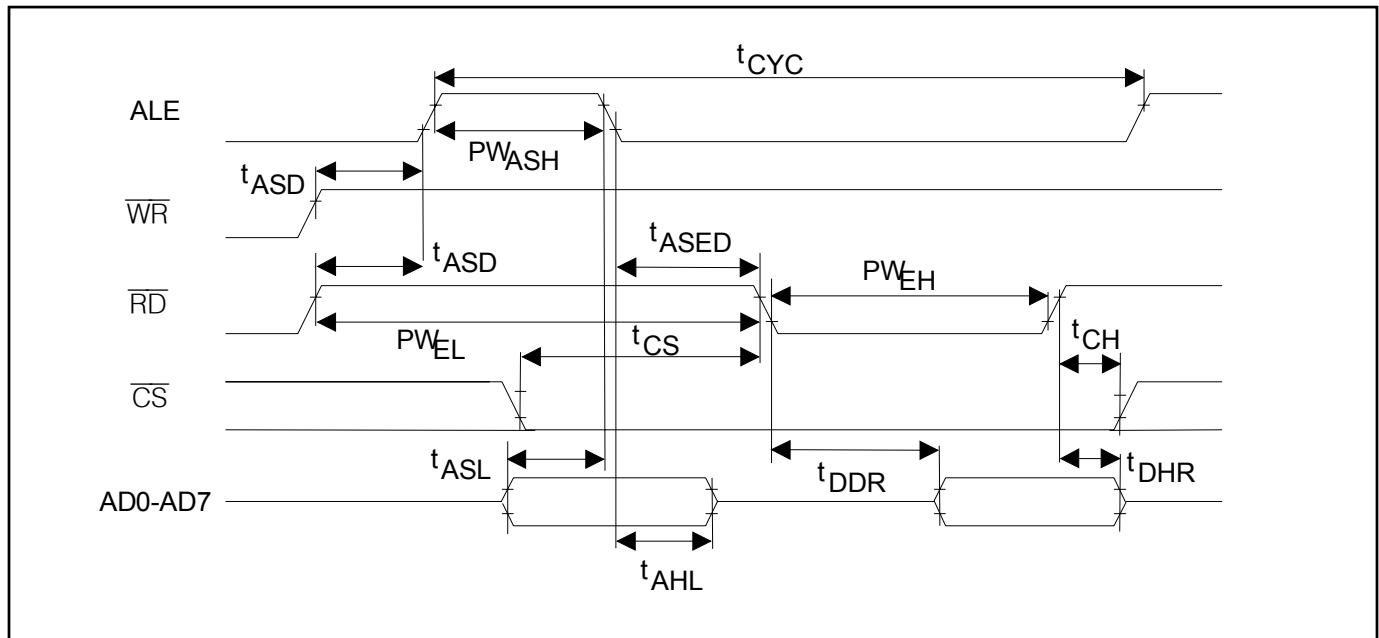 tCYC
ALE
PWASH
tASD
WR
tASED
tASD
PWEH
RD
PWEL
tCS
tCH
CS
tASL
tDDR
tDHR
AD0-AD7
tAHL